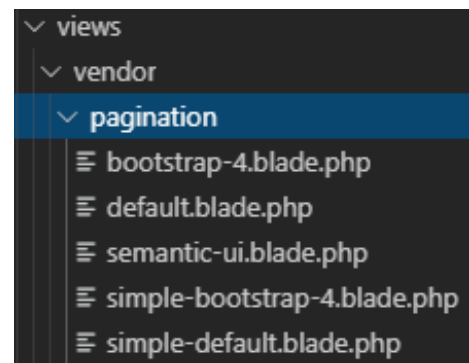 views
vendor
pagination
bootstrap-4.blade.php
default.blade.php
semantic-ui.blade.php
simple-bootstrap-4.blade.php
simple-default.blade.php